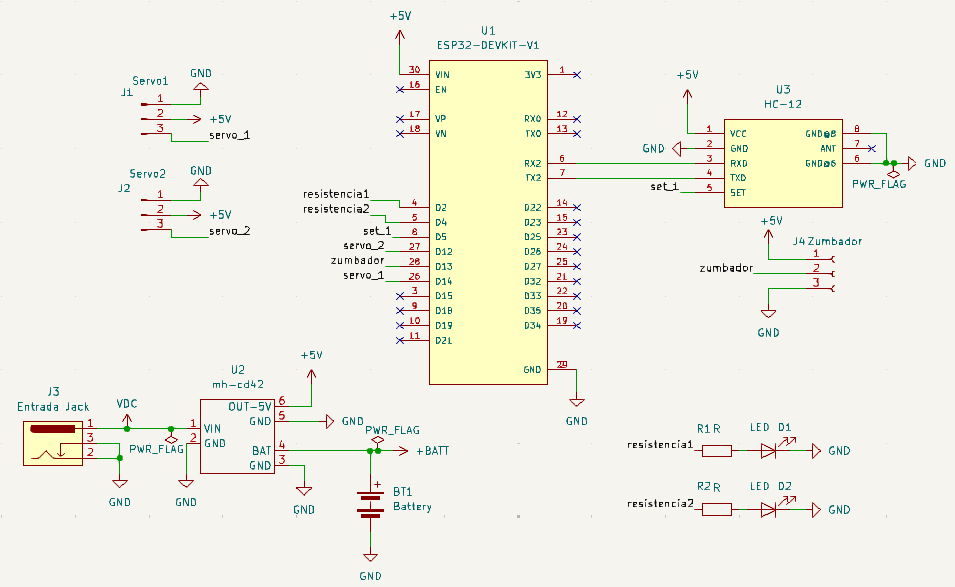 +5V
U1
ESP32-DEVKIT-V1
30 VIN
16 EN
17 VP
18 VN
4 D2
5 D4
8 D5
27 D12
28 D13
26 D14
3 D15
9 D18
10 D19
11 D21
3V3 1
RX0 12
TX0 13
RX2 6
TX2 7
D22 14
D23 15
D25 23
D26 24
D27 25
D32 21
D33 22
D35 20
D34 19
GND 29
GND
resistencia1
resistencia2
set_1
servo_2
zumbador
servo_1
Servo1
J1
GND
1
2
+5V
3
servo_1
Servo2
J2
GND
1
2
+5V
3
servo_2
+5V
U3
HC-12
1 VCC
GND 2 GND
3 RXD
4 TXD
set_1 5 SET
GND@8 8
ANT 7
GND@6 6
GND
PWR_FLAG
+5V
J4 Zumbador
1
zumbador 2
3
GND
J3
Entrada Jack
1
3
2
GND
VDC
PWR_FLAG
U2
mh-cd42
1 VIN
2 GND
GND
OUT-5V 6
GND 5
BAT 4
GND 3
+5V
GND
GND
PWR_FLAG
+BATT
+
BT1
Battery
GND
R1 R
LED D1
resistencia1
GND
R2 R
LED D2
resistencia2
GND